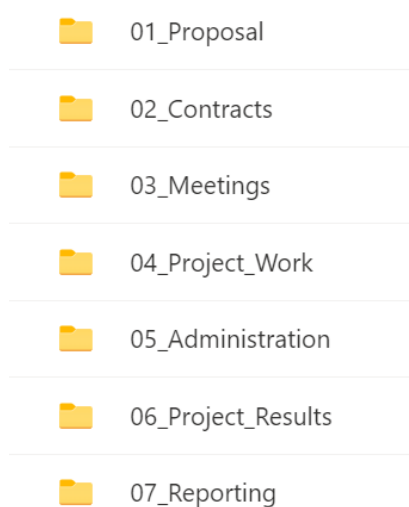 01_Proposal
02_Contracts
03_Meetings
04_Project_Work
05_Administration
06_Project_Results
07_Reporting